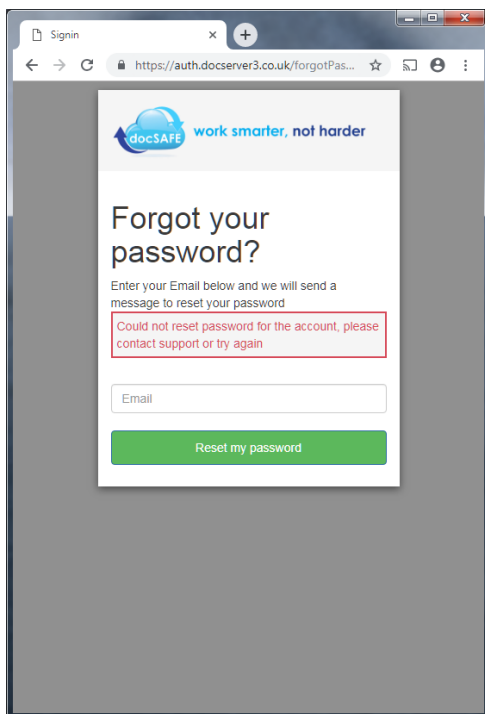 Signin
https://auth.docserver3.co.uk/forgotPas...
docSAFE
work smarter, not harder
Forgot your
password?
Enter your Email below and we will send a
message to reset your password
Could not reset password for the account, please
contact support or try again
Email
Reset my password